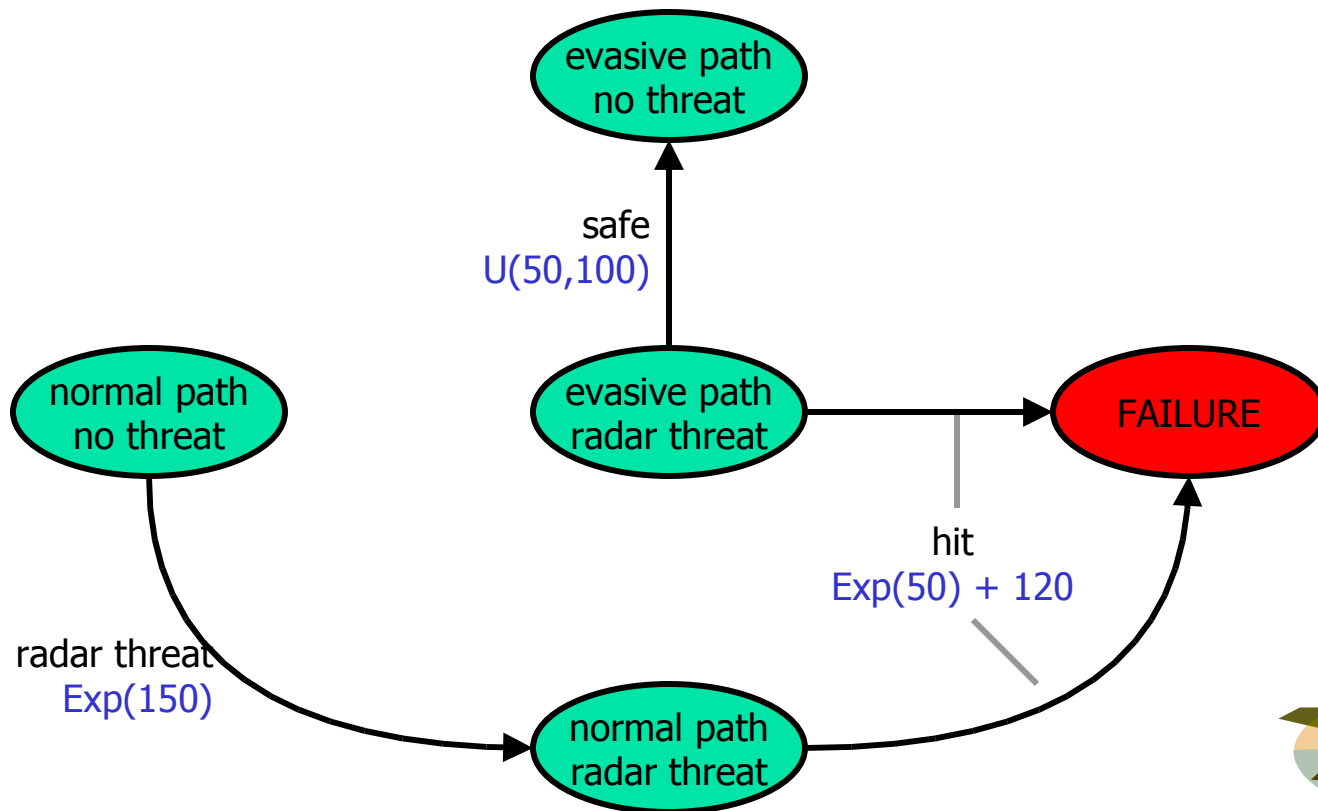 evasive path
no threat
safe
U(50,100)
normal path
no threat
evasive path
radar threat
FAILURE
hit
Exp(50) + 120
radar threat
Exp(150)
normal path
radar threat